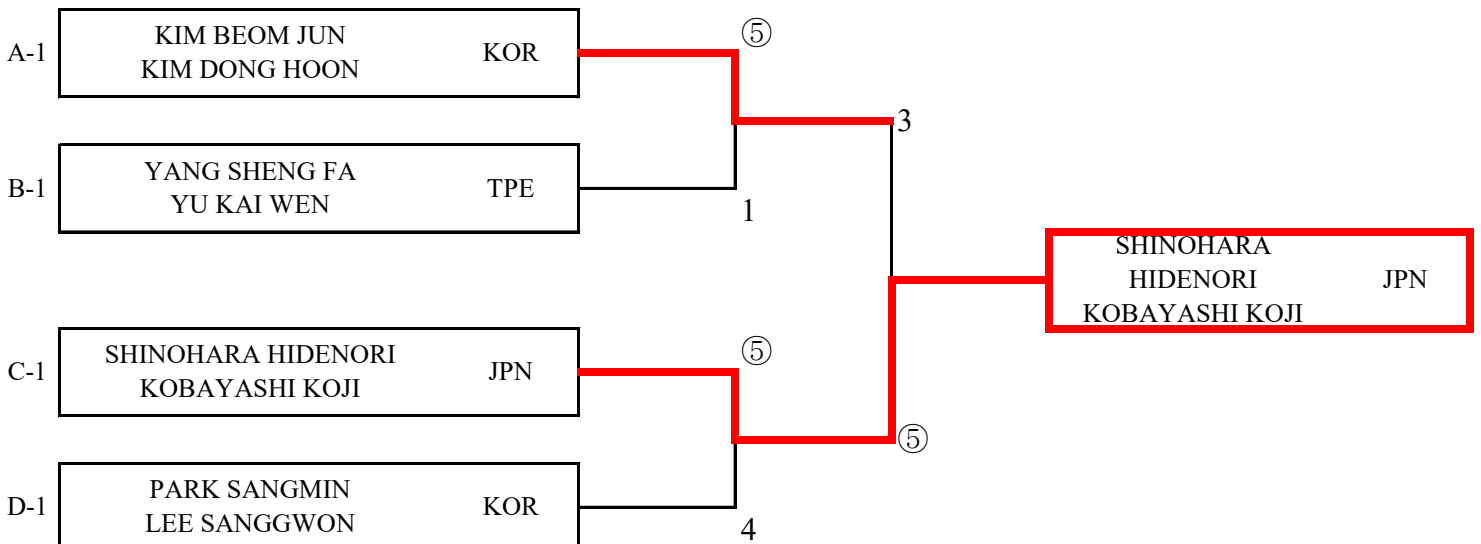 A-1
KIM BEOM JUN
KIM DONG HOON
KOR
⑤
B-1
YANG SHENG FA
YU KAI WEN
TPE
1
3
C-1
SHINOHARA HIDENORI
KOBAYASHI KOJI
JPN
⑤
D-1
PARK SANGMIN
LEE SANGGWON
KOR
4
⑤
SHINOHARA
HIDENORI
KOBAYASHI KOJI
JPN